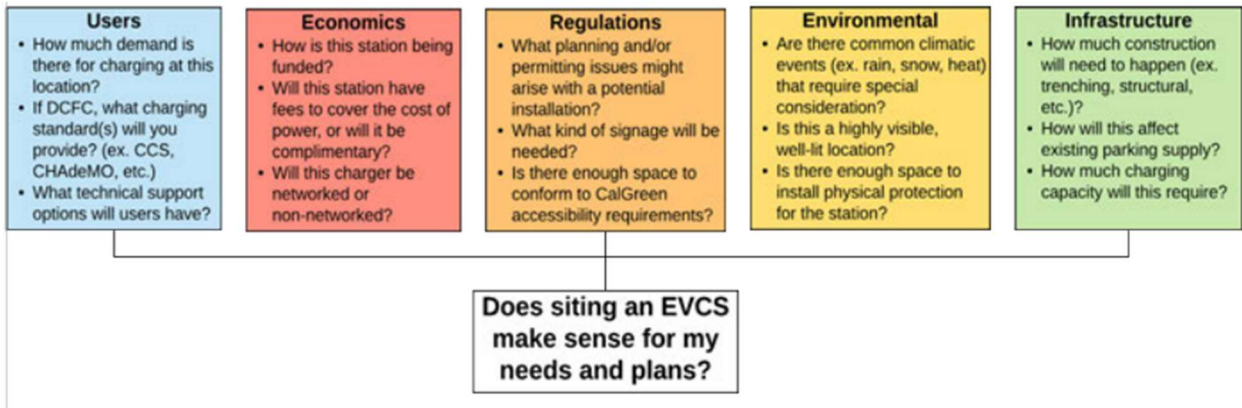 Users
• How much demand is
there for charging at this
location?
• If DCFC, what charging
standard(s) will you
provide? (ex. CCS,
CHAdeMO, etc.)
• What technical support
options will users have?
Economics
• How is this station being
funded?
• Will this station have
fees to cover the cost of
power, or will it be
complimentary?
• Will this charger be
networked or
non-networked?
Regulations
• What planning and/or
permitting issues might
arise with a potential
installation?
• What kind of signage will be
needed?
• Is there enough space to
conform to CalGreen
accessibility requirements?
Environmental
• Are there common climatic
events (ex. rain, snow, heat)
that require special
consideration?
• Is this a highly visible,
well-lit location?
• Is there enough space to
install physical protection
for the station?
Infrastructure
• How much construction
will need to happen (ex.
trenching, structural,
etc.)?
• How will this affect
existing parking supply?
• How much charging
capacity will this require?
Does siting an EVCS
make sense for my
needs and plans?